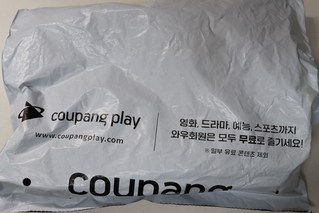 coupang play
www.coupangplay.com
영화, 드라마, 예능, 스포츠까지
와우회원은 모두 무료로 즐기세요!
※일부 유료 콘텐츠 제외
• coupang